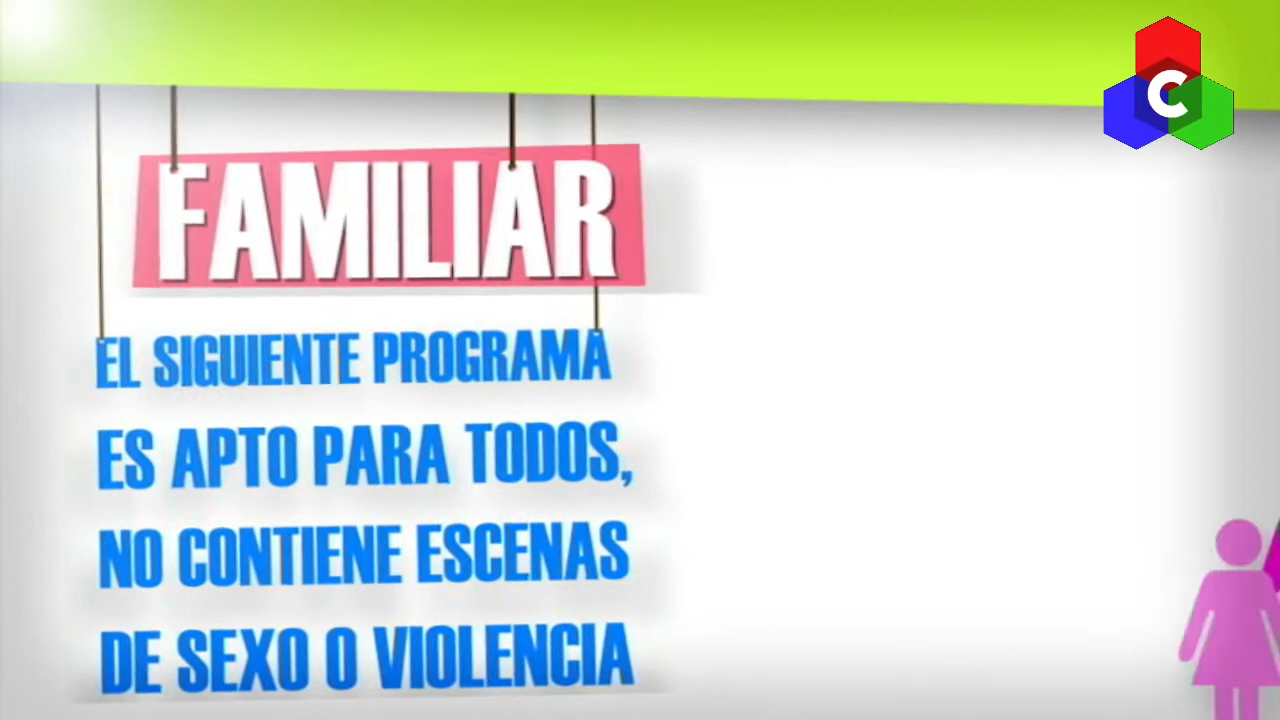 C
FAMILIAR
EL SIGUIENTE PROGRAMA
ES APTO PARA TODOS,
NO CONTIENE ESCENAS
DE SEXO O VIOLENCIA